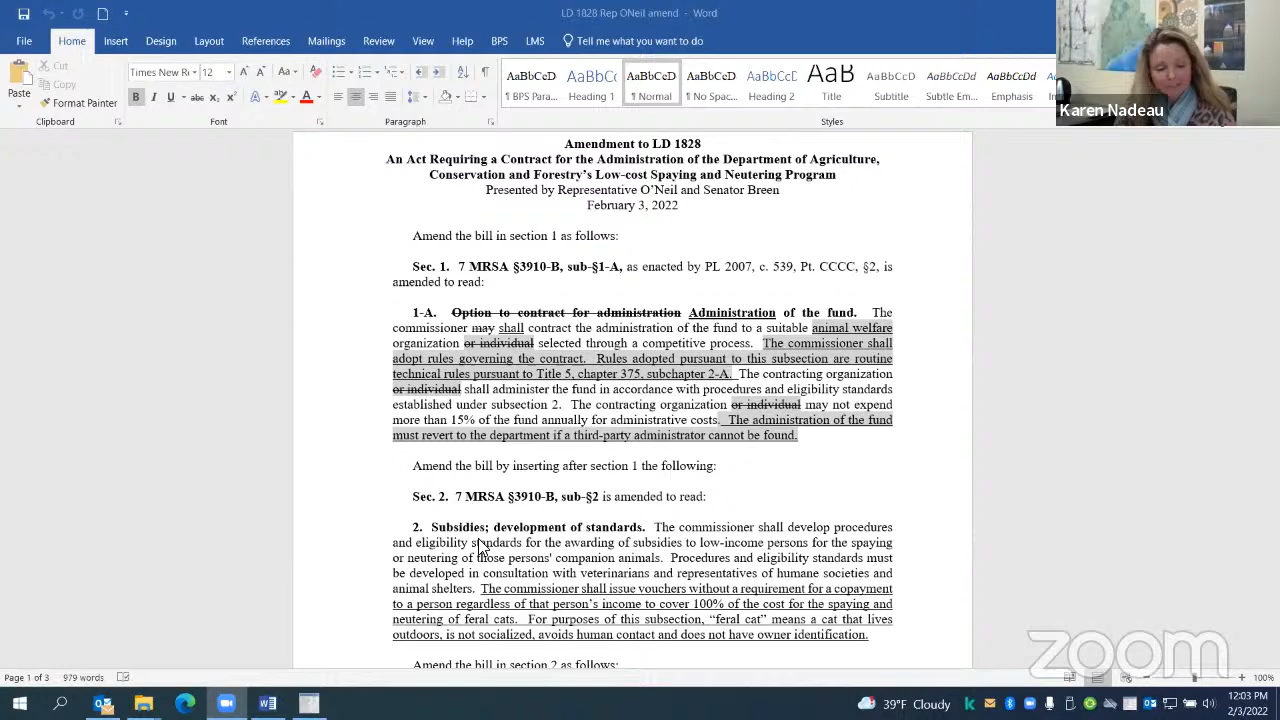 LD 1828 Rep ONeil amend - Word
File Home Insert Draw Design Layout References Mailings Review View BPS LMS Tell me what you want to do
Paste
Cut
Copy
Format Painter
Times New Ro 12
Clipboard Font Paragraph Styles
AaBbCcD AaBbC AaBbCcD AaBbCcD AaBbCc AaB AaBbCcD AaBbCcDd AaBbCcDd
¶ BPS Para... Heading 1 ¶ Normal ¶ No Spac... Heading 2 Title Subtitle Subtle Em... Emphasis
Karen Nadeau
Amendment to LD 1828
An Act Requiring a Contract for the Administration of the Department of Agriculture,
Conservation and Forestry's Low-cost Spaying and Neutering Program
Presented by Representative O'Neil and Senator Breen
February 3, 2022
Amend the bill in section 1 as follows:
Sec. 1. 7 MRSA §3910-B, sub-§1-A, as enacted by PL 2007, c. 539, Pt. CCCC, §2, is
amended to read:
1-A. Option to contract for administration Administration of the fund. The
commissioner may shall contract the administration of the fund to a suitable animal welfare
organization or individual selected through a competitive process. The commissioner shall
adopt rules governing the contract. Rules adopted pursuant to this subsection are routine
technical rules pursuant to Title 5, chapter 375, subchapter 2-A. The contracting organization
or individual shall administer the fund in accordance with procedures and eligibility standards
established under subsection 2. The contracting organization or individual may not expend
more than 15% of the fund annually for administrative costs. The administration of the fund
must revert to the department if a third-party administrator cannot be found.
Amend the bill by inserting after section 1 the following:
Sec. 2. 7 MRSA §3910-B, sub-§2 is amended to read:
2. Subsidies; development of standards. The commissioner shall develop procedures
and eligibility standards for the awarding of subsidies to low-income persons for the spaying
or neutering of those persons' companion animals. Procedures and eligibility standards must
be developed in consultation with veterinarians and representatives of humane societies and
animal shelters. The commissioner shall issue vouchers without a requirement for a copayment
to a person regardless of that person's income to cover 100% of the cost for the spaying and
neutering of feral cats. For purposes of this subsection, "feral cat" means a cat that lives
outdoors, is not socialized, avoids human contact and does not have owner identification.
Amend the bill in section 2 as follows:
zoom
Page 1 of 3 979 words 100%
39°F Cloudy
12:03 PM
2/3/2022